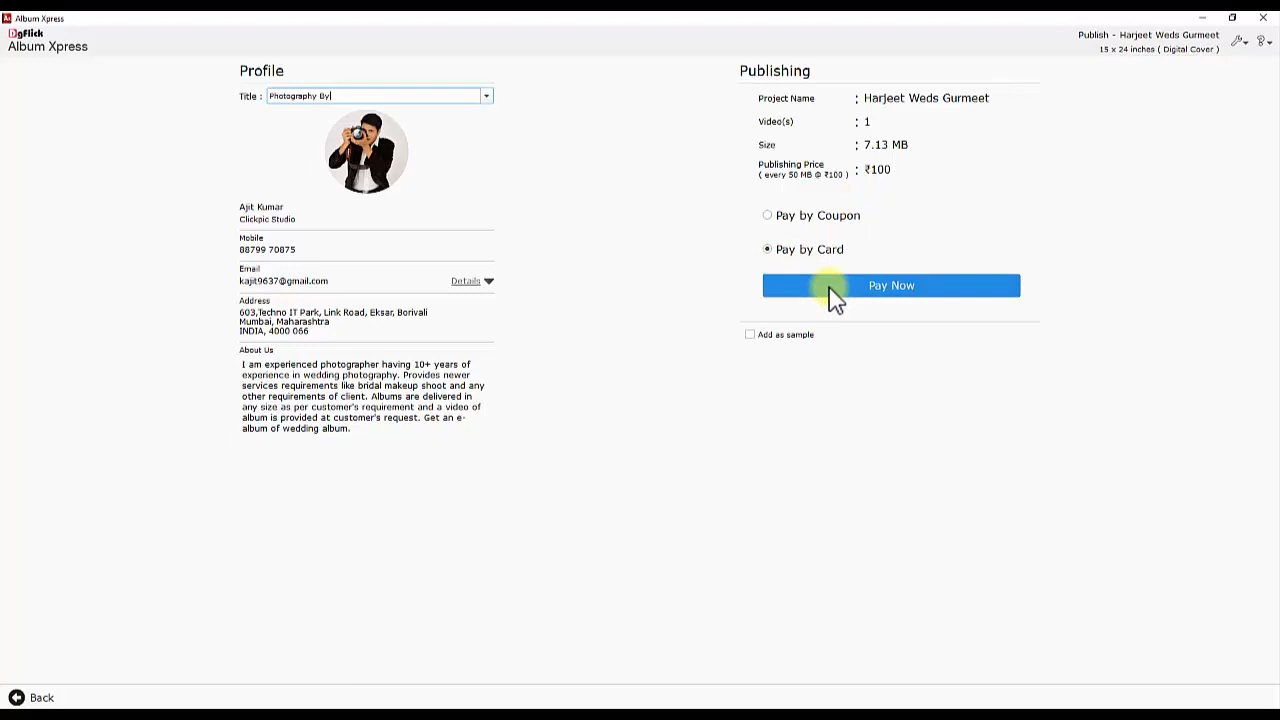 Album Xpress
DgFlick
Album Xpress
Publish - Harjeet Weds Gurmeet
15 x 24 inches ( Digital Cover )
Profile
Title : Photography By
Ajit Kumar
Clickpic Studio
Mobile
88799 70875
Email
kajit9637@gmail.com Details
Address
603,Techno IT Park, Link Road, Eksar, Borivali
Mumbai, Maharashtra
INDIA, 4000 066
About Us
I am experienced photographer having 10+ years of
experience in wedding photography. Provides newer
services requirements like bridal makeup shoot and any
other requirements of client. Albums are delivered in
any size as per customer's requirement and a video of
album is provided at customer's request. Get an e-
album of wedding album.
Publishing
Project Name : Harjeet Weds Gurmeet
Video(s) : 1
Size : 7.13 MB
Publishing Price : ₹100
( every 50 MB @ ₹100 )
Pay by Coupon
Pay by Card
Pay Now
Add as sample
Back